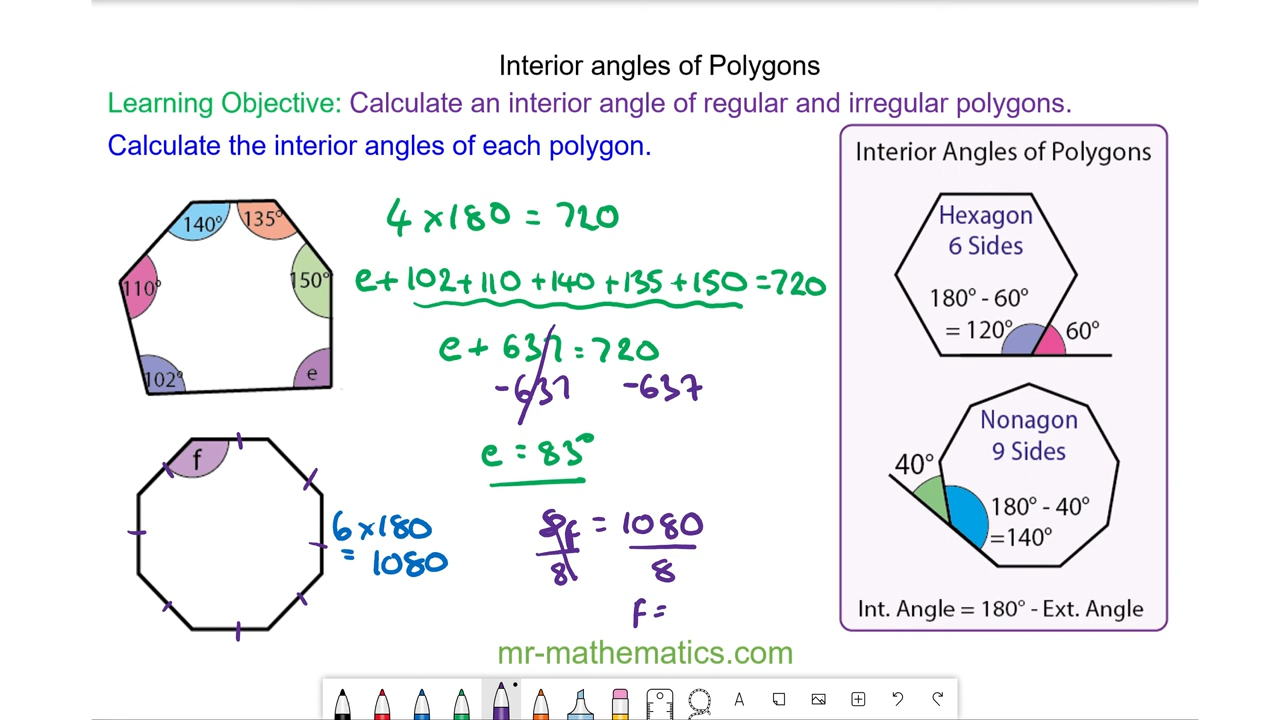 Interior angles of Polygons
Learning Objective: Calculate an interior angle of regular and irregular polygons.
Calculate the interior angles of each polygon.
140°
135°
110°
150°
102°
e
4 × 180 = 720
e + 102 + 110 + 140 + 135 + 150 = 720
e + 637 = 720
-637 -637
e = 83°
f
6 × 180
= 1080
8f = 1080
8 8
f =
Interior Angles of Polygons
Hexagon
6 Sides
180° - 60°
= 120°
60°
Nonagon
9 Sides
40°
180° - 40°
=140°
Int. Angle = 180° - Ext. Angle
mr-mathematics.com
A